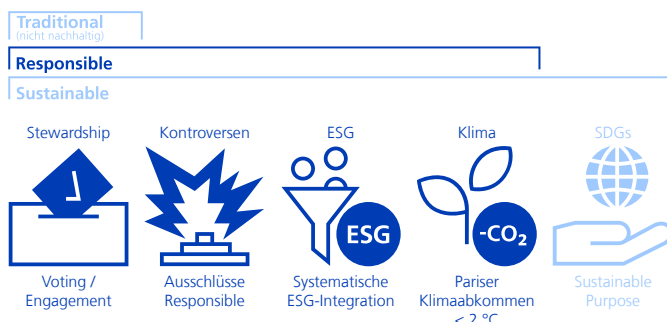 Traditional
(nicht nachhaltig)
Responsible
Sustainable
Stewardship Kontroversen ESG Klima SDGs
ESG -CO₂
Voting / Ausschlüsse Systematische Pariser Sustainable
Engagement Responsible ESG-Integration Klimaabkommen Purpose
< 2 °C